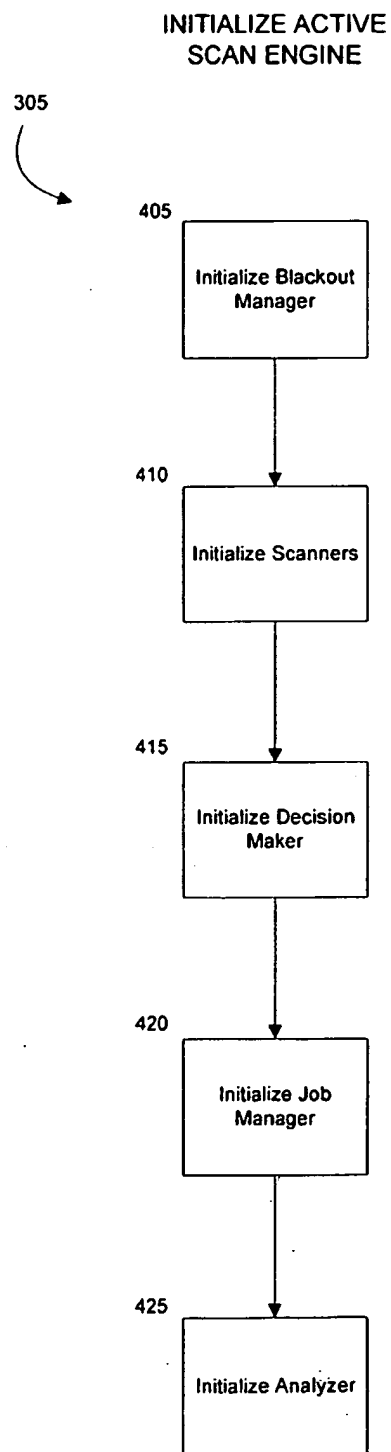 INITIALIZE ACTIVE
SCAN ENGINE
305
405
Initialize Blackout
Manager
410
Initialize Scanners
415
Initialize Decision
Maker
420
Initialize Job
Manager
425
Initialize Analyzer